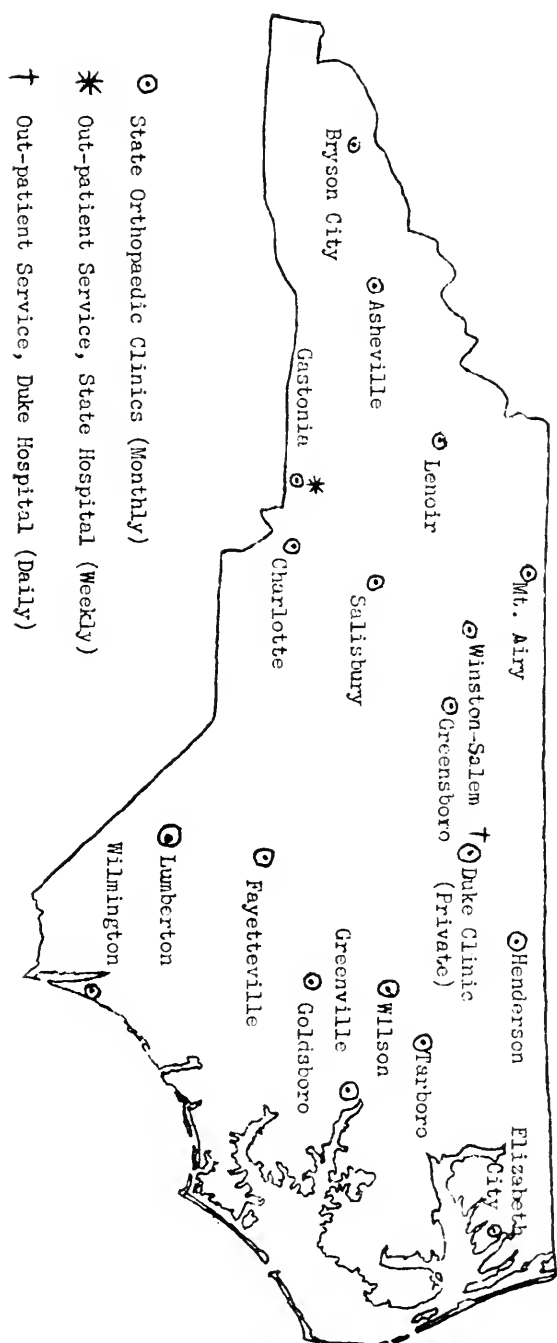 Mt. Airy
Henderson
Elizabeth
City
Winston-Salem
Duke Clinic
(Private)
Greensboro
Lenoir
Tarboro
Wilson
Asheville
Salisbury
Greenville
Bryson City
Goldsboro
Gastonia
Charlotte
Fayetteville
Lumberton
Wilmington
State Orthopaedic Clinics (Monthly)
Out-patient Service, State Hospital (Weekly)
Out-patient Service, Duke Hospital (Daily)